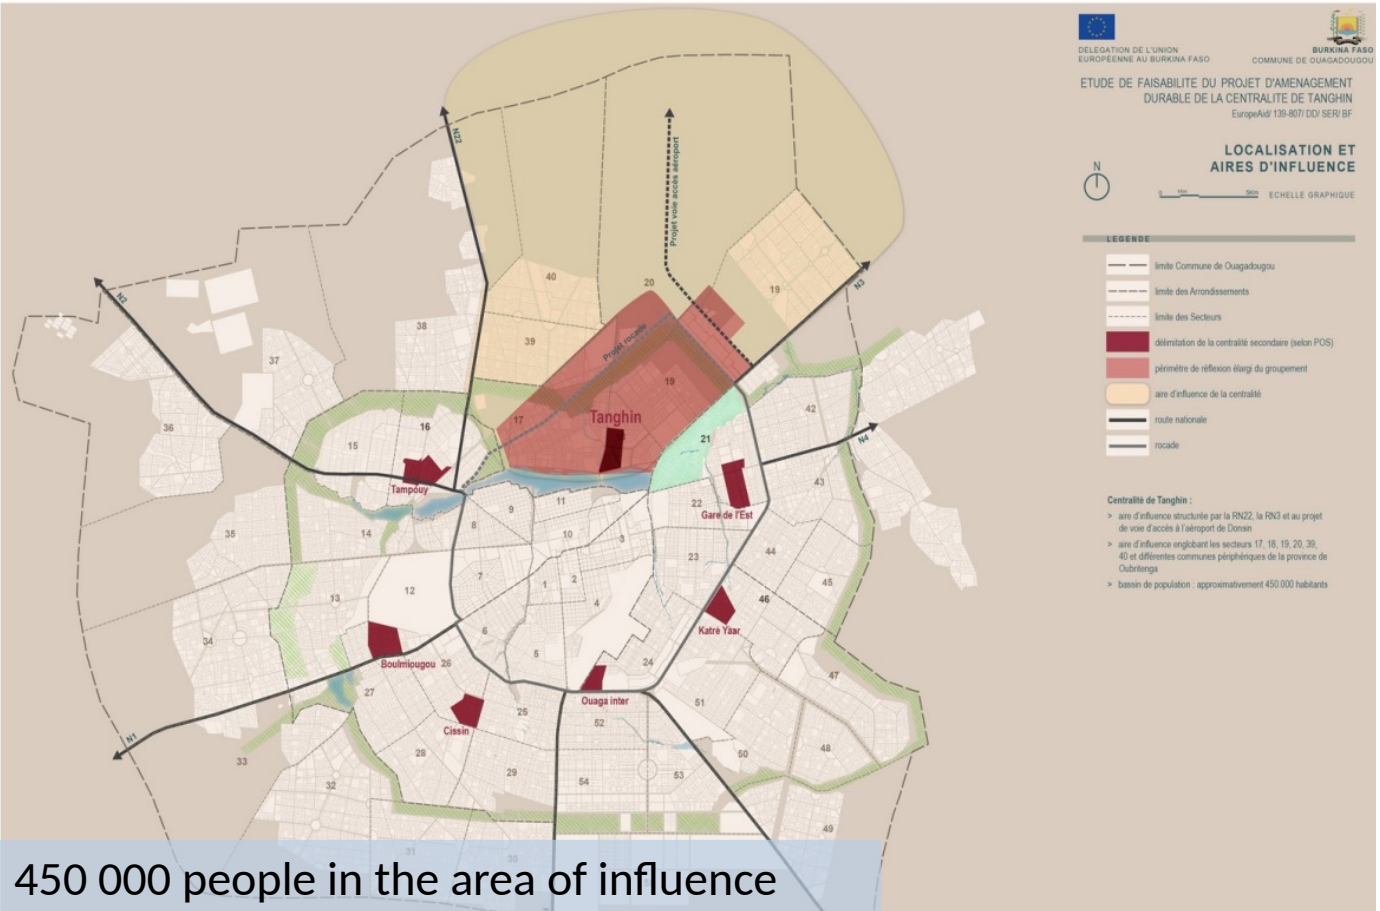 DELEGATION DE L'UNION
EUROPÉENNE AU BURKINA FASO
BURKINA FASO
COMMUNE DE OUAGADOUGOU
ETUDE DE FAISABILITE DU PROJET D'AMENAGEMENT
DURABLE DE LA CENTRALITE DE TANGHIN
EuropeAid/ 139-807/ DD/ SER/ BF
LOCALISATION ET
AIRES D'INFLUENCE
N
0 1km 5km ECHELLE GRAPHIQUE
LEGENDE
limite Commune de Ouagadougou
limite des Arrondissements
limite des Secteurs
délimitation de la centralité secondaire (selon POS)
périmètre de réflexion élargi du groupement
aire d'influence de la centralité
route nationale
rocade
Centralité de Tanghin :
> aire d'influence structurée par la RN22, la RN3 et au projet
de voie d'accès à l'aéroport de Donsin
> aire d'influence englobant les secteurs 17, 18, 19, 20, 39,
40 et différentes communes périphériques de la province de
Oubritenga
> bassin de population : approximativement 450.000 habitants
N22
Projet voie accès aéroport
N3
N2
40
20
19
38
39
Projet rocade
37
19
42
36
17
Tanghin
16
15
21
N4
Tampouy
43
9
11
22
Gare de l'Est
8
35
14
10
3
23
44
7
1
2
45
12
13
4
46
Katrè Yaar
34
6
5
24
Boulmiougou
26
47
27
Ouaga inter
51
25
Cissin
52
N1
33
28
50
48
29
54
53
32
49
31
30
450 000 people in the area of influence